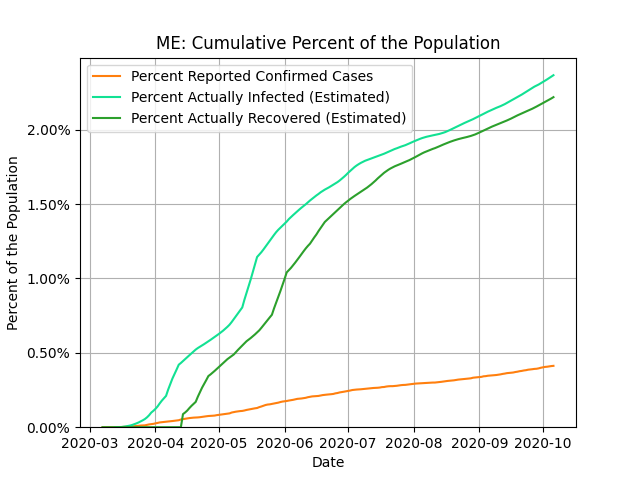 ME: Cumulative Percent of the Population
Percent Reported Confirmed Cases
Percent Actually Infected (Estimated)
Percent Actually Recovered (Estimated)
Percent of the Population
2.00%
1.50%
1.00%
0.50%
0.00%
2020-03 2020-04 2020-05 2020-06 2020-07 2020-08 2020-09 2020-10
Date